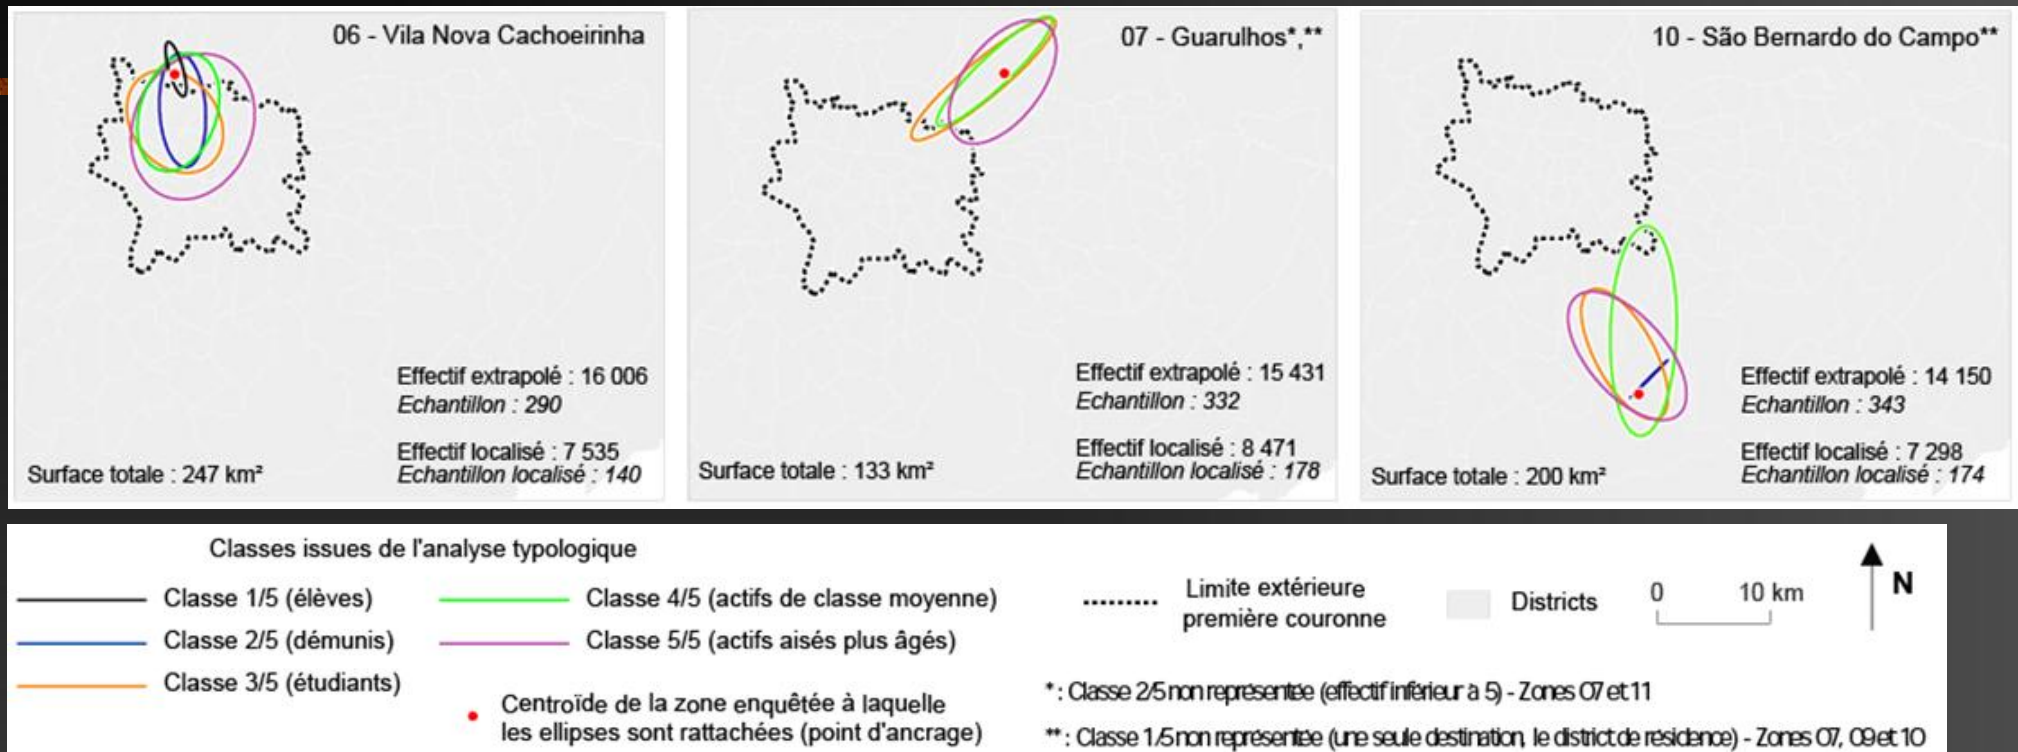 06 - Vila Nova Cachoeirinha
Effectif extrapolé : 16 006
Echantillon : 290
Effectif localisé : 7 535
Echantillon localisé : 140
Surface totale : 247 km²
07 - Guarulhos*,**
Effectif extrapolé : 15 431
Echantillon : 332
Effectif localisé : 8 471
Echantillon localisé : 178
Surface totale : 133 km²
10 - São Bernardo do Campo**
Effectif extrapolé : 14 150
Echantillon : 343
Effectif localisé : 7 298
Echantillon localisé : 174
Surface totale : 200 km²
Classes issues de l'analyse typologique
Classe 1/5 (élèves)
Classe 2/5 (démunis)
Classe 3/5 (étudiants)
Classe 4/5 (actifs de classe moyenne)
Classe 5/5 (actifs aisés plus âgés)
Centroïde de la zone enquêtée à laquelle
les ellipses sont rattachées (point d'ancrage)
Limite extérieure
première couronne
Districts
0 10 km
N
* : Classe 2/5 non représentée (effectif inférieur à 5) - Zones 07 et 11
** : Classe 1/5 non représentée (une seule destination, le district de résidence) - Zones 07, 09 et 10